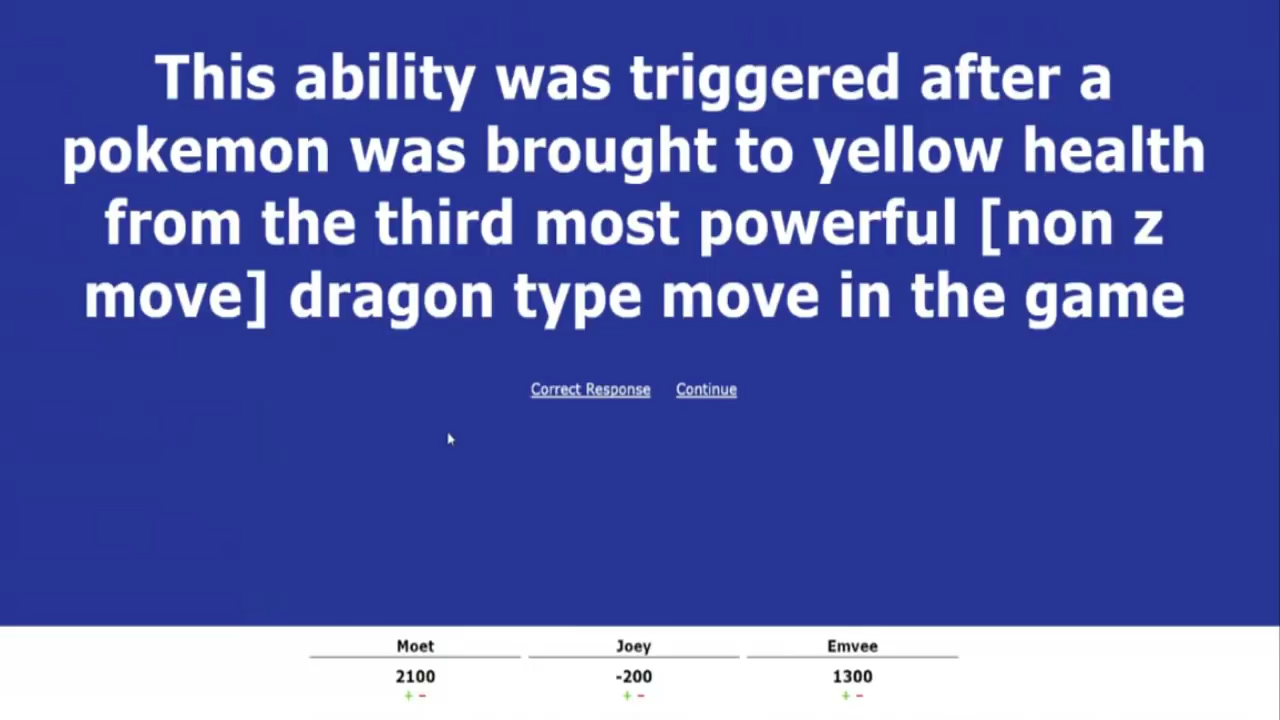 This ability was triggered after a
pokemon was brought to yellow health
from the third most powerful [non z
move] dragon type move in the game
Correct Response Continue
Moet Joey Emvee
2100 -200 1300
+ − + − + −